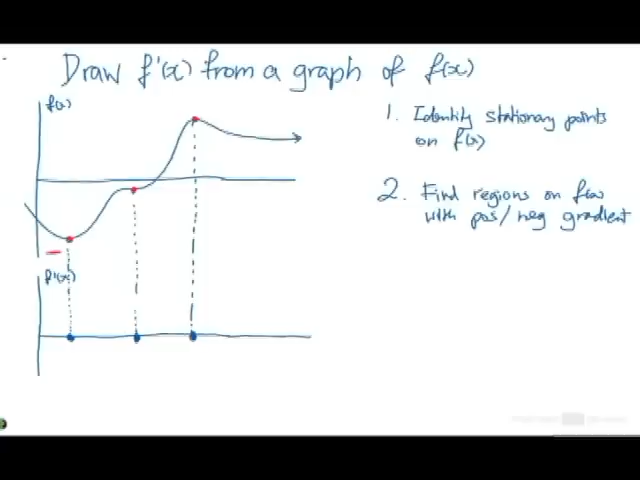 Draw f'(x) from a graph of f(x)
f(x)
1. Identify stationary points
on f(x)
2. Find regions on f(x)
with pos/neg gradient
f'(x)